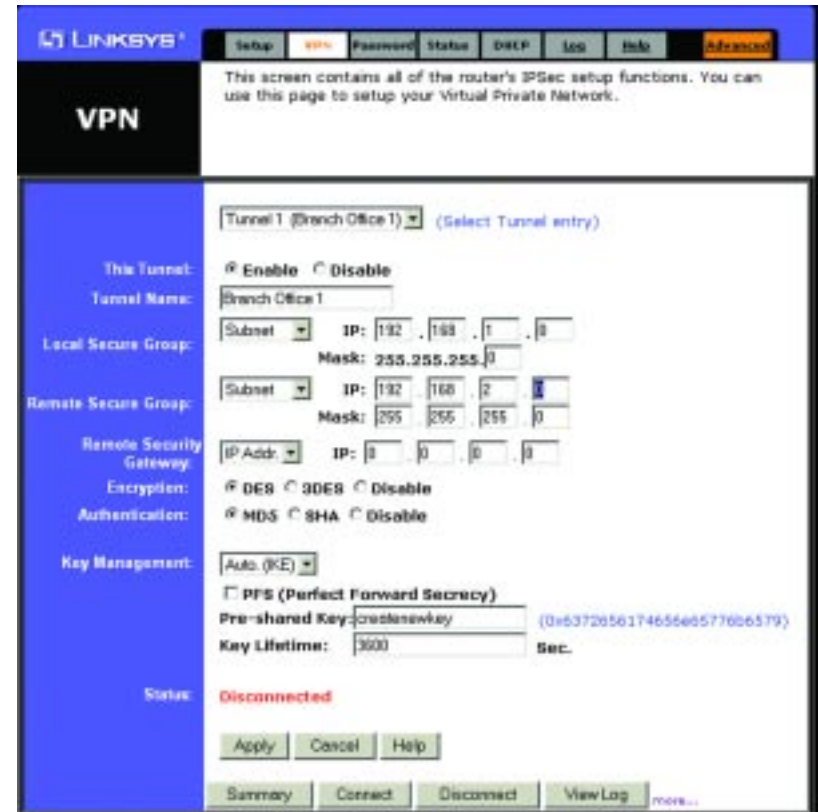 LINKSYS®
Setup VPN Password Status DHCP Log Help Advanced
VPN
This screen contains all of the router's IPSec setup functions. You can
use this page to setup your Virtual Private Network.
Tunnel 1 (Branch Office 1) (Select Tunnel entry)
This Tunnel: Enable Disable
Tunnel Name: Branch Office 1
Local Secure Group: Subnet IP: 192 . 168 . 1 . 0
Mask: 255.255.255. 0
Remote Secure Group: Subnet IP: 192 . 168 . 2 . 0
Mask: 255 . 255 . 255 . 0
Remote Security
Gateway: IP Addr. IP: 0 . 0 . 0 . 0
Encryption: DES 3DES Disable
Authentication: MD5 SHA Disable
Key Management: Auto. (IKE)
PFS (Perfect Forward Secrecy)
Pre-shared Key: createnewkey (0x6372656174656e65776b6579)
Key Lifetime: 3600 Sec.
Status: Disconnected
Apply Cancel Help
Summary Connect Disconnect View Log more...